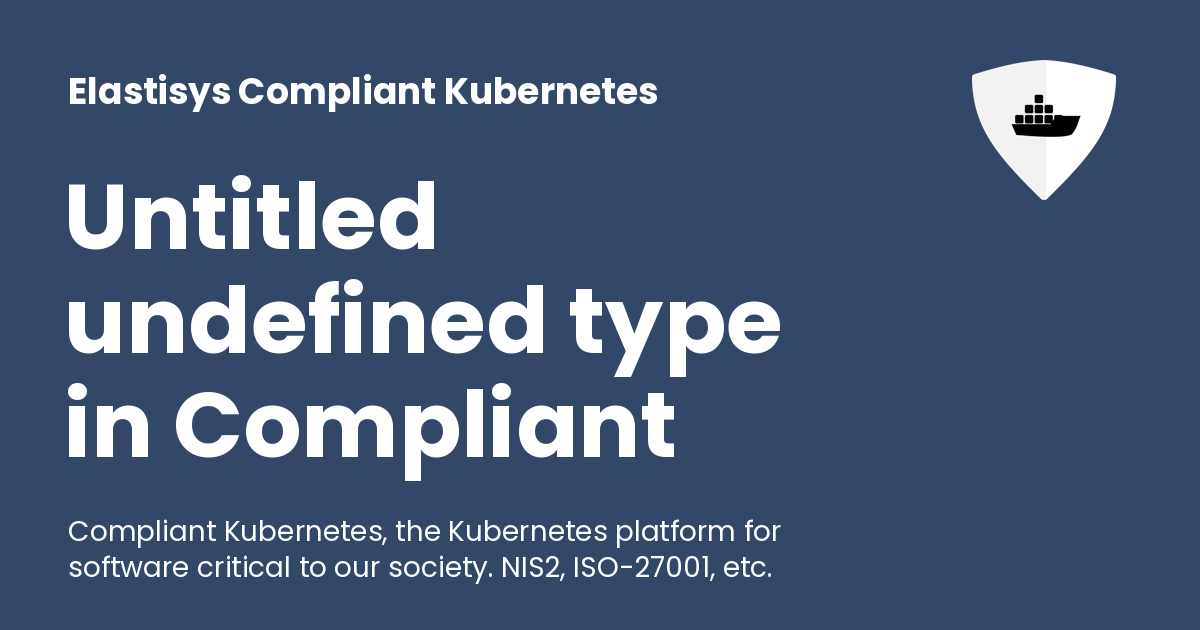 Elastisys Compliant Kubernetes
Untitled
undefined type
in Compliant
Compliant Kubernetes, the Kubernetes platform for
software critical to our society. NIS2, ISO-27001, etc.